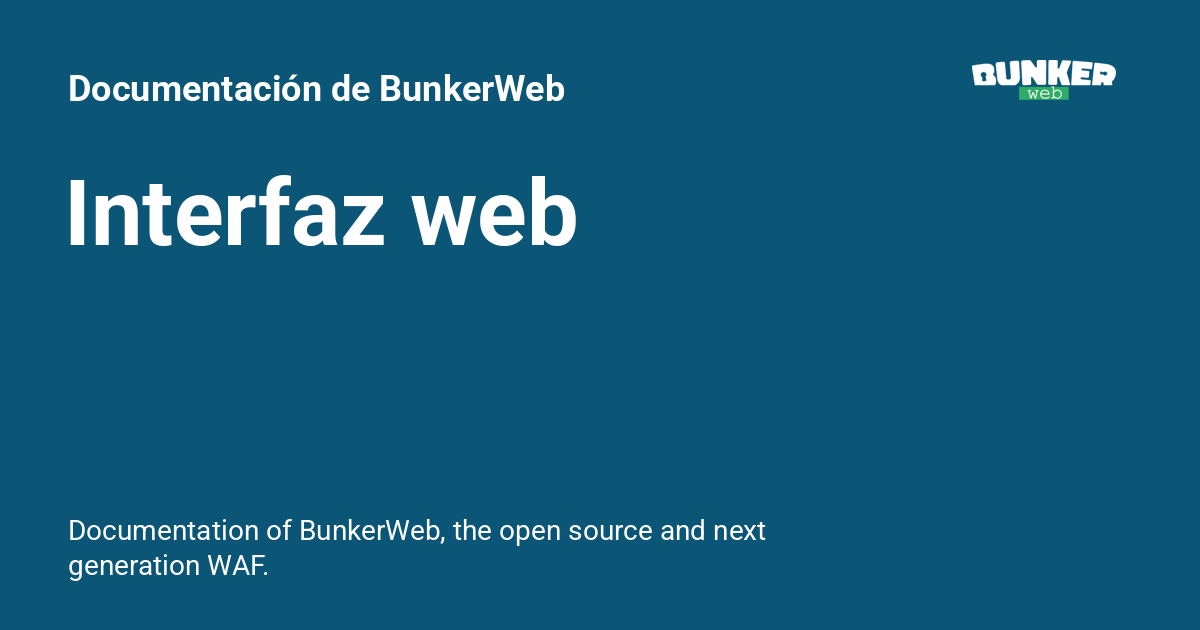 Documentación de BunkerWeb
BUNKER
web
Interfaz web
Documentation of BunkerWeb, the open source and next
generation WAF.